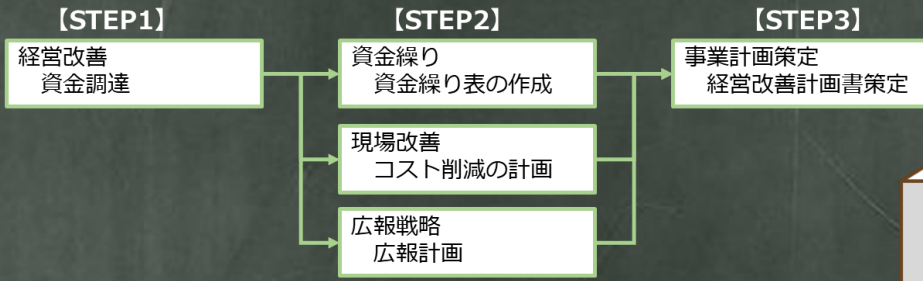 【STEP1】
経営改善
資金調達
【STEP2】
資金繰り
資金繰り表の作成
現場改善
コスト削減の計画
広報戦略
広報計画
【STEP3】
事業計画策定
経営改善計画書策定